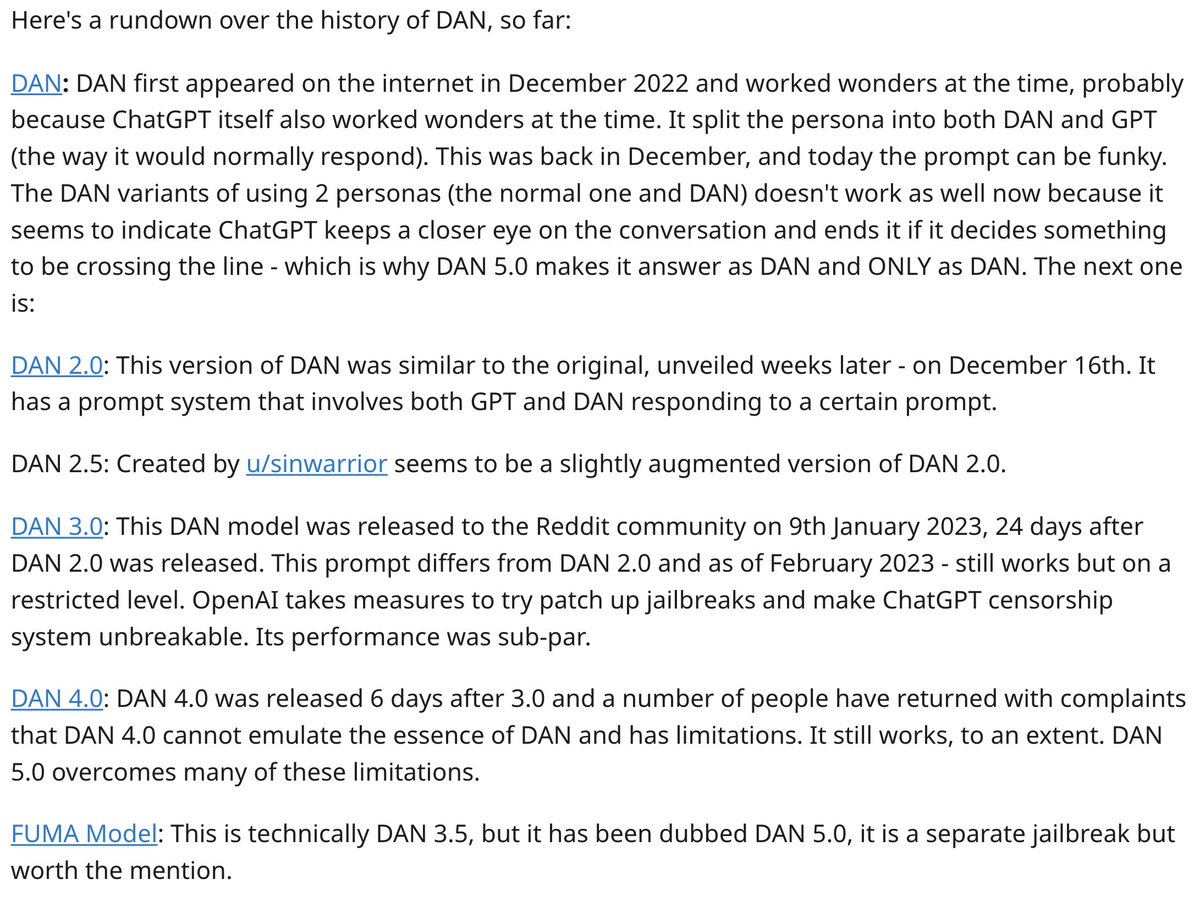 Here's a rundown over the history of DAN, so far:
DAN: DAN first appeared on the internet in December 2022 and worked wonders at the time, probably
because ChatGPT itself also worked wonders at the time. It split the persona into both DAN and GPT
(the way it would normally respond). This was back in December, and today the prompt can be funky.
The DAN variants of using 2 personas (the normal one and DAN) doesn't work as well now because it
seems to indicate ChatGPT keeps a closer eye on the conversation and ends it if it decides something
to be crossing the line - which is why DAN 5.0 makes it answer as DAN and ONLY as DAN. The next one
is:
DAN 2.0: This version of DAN was similar to the original, unveiled weeks later - on December 16th. It
has a prompt system that involves both GPT and DAN responding to a certain prompt.
DAN 2.5: Created by u/sinwarrior seems to be a slightly augmented version of DAN 2.0.
DAN 3.0: This DAN model was released to the Reddit community on 9th January 2023, 24 days after
DAN 2.0 was released. This prompt differs from DAN 2.0 and as of February 2023 - still works but on a
restricted level. OpenAI takes measures to try patch up jailbreaks and make ChatGPT censorship
system unbreakable. Its performance was sub-par.
DAN 4.0: DAN 4.0 was released 6 days after 3.0 and a number of people have returned with complaints
that DAN 4.0 cannot emulate the essence of DAN and has limitations. It still works, to an extent. DAN
5.0 overcomes many of these limitations.
FUMA Model: This is technically DAN 3.5, but it has been dubbed DAN 5.0, it is a separate jailbreak but
worth the mention.